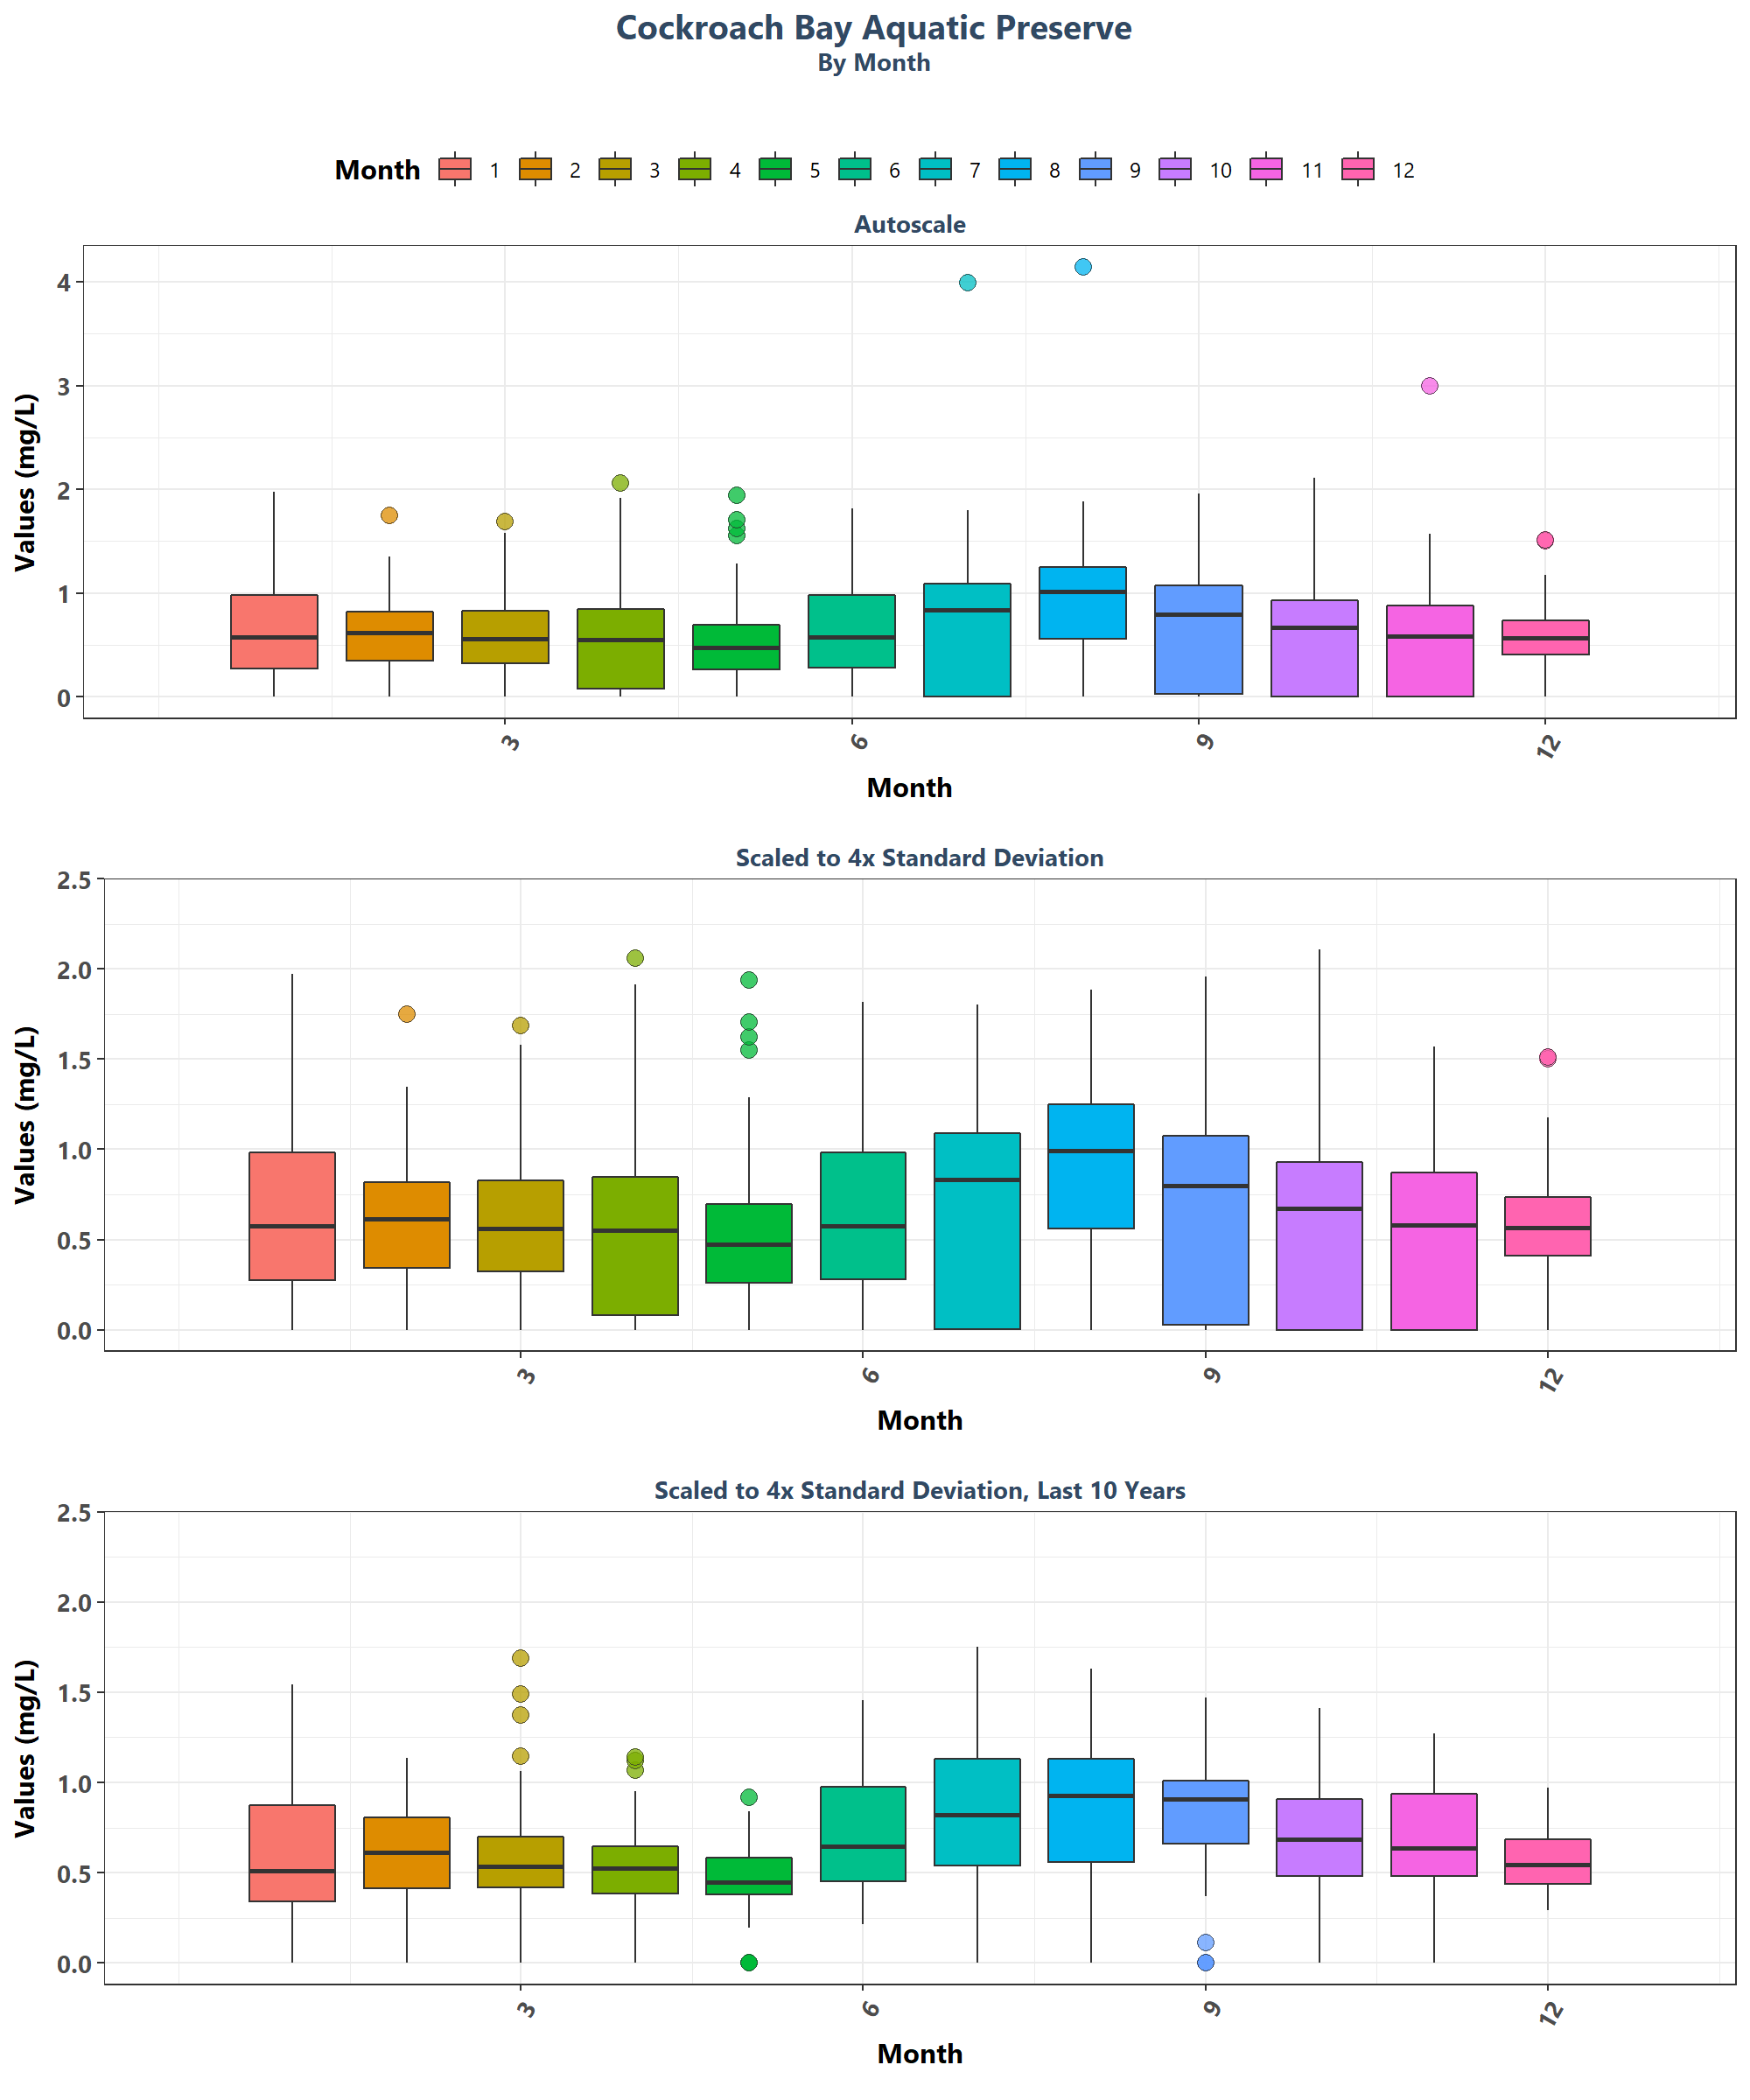 Cockroach Bay Aquatic Preserve
By Month
Month 1 2 3 4 5 6 7 8 9 10 11 12
Autoscale
Values (mg/L)
4
3
2
1
0
3 6 9 12
Month
Scaled to 4x Standard Deviation
Values (mg/L)
2.5
2.0
1.5
1.0
0.5
0.0
3 6 9 12
Month
Scaled to 4x Standard Deviation, Last 10 Years
Values (mg/L)
2.5
2.0
1.5
1.0
0.5
0.0
3 6 9 12
Month